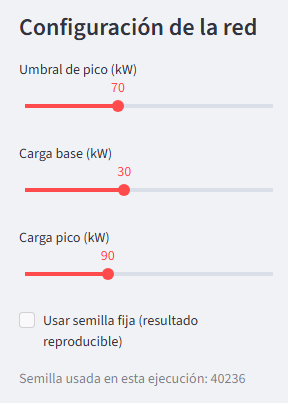 Configuración de la red
Umbral de pico (kW)
70
Carga base (kW)
30
Carga pico (kW)
90
Usar semilla fija (resultado
reproducible)
Semilla usada en esta ejecución: 40236